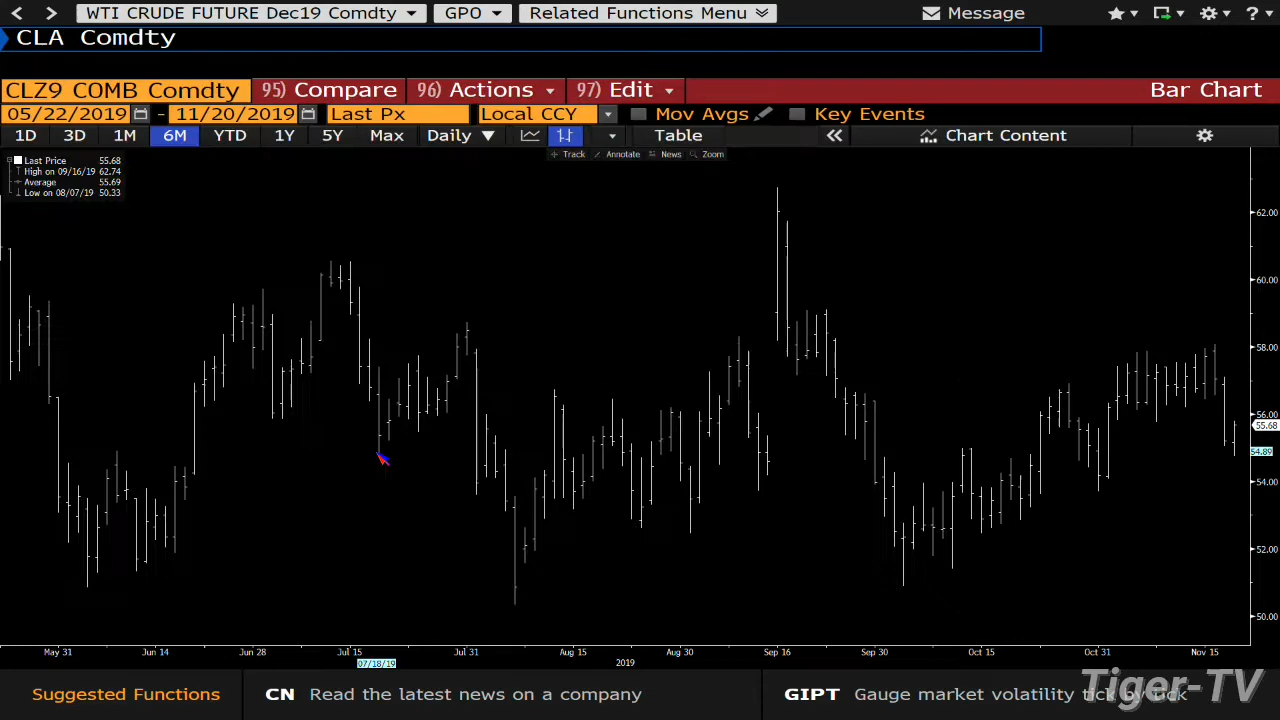 WTI CRUDE FUTURE Dec19 Comdty GPO Related Functions Menu Message ?
CLA Comdty
CLZ9 COMB Comdty 95) Compare 96) Actions 97) Edit Bar Chart
05/22/2019 - 11/20/2019 Last Px Local CCY Mov Avgs Key Events
1D 3D 1M 6M YTD 1Y 5Y Max Daily Table Chart Content
Track Annotate News Zoom
Last Price 55.68
High on 09/16/19 62.74
Average 55.69
Low on 08/07/19 50.33
62.00
60.00
58.00
56.00
55.68
54.89
54.00
52.00
50.00
May 31 Jun 14 Jun 28 Jul 15 Jul 31 Aug 15 Aug 30 Sep 16 Sep 30 Oct 15 Oct 31 Nov 15
07/18/19 2019
Suggested Functions CN Read the latest news on a company GIPT Gauge market volatility tick by tick
Tiger-TV